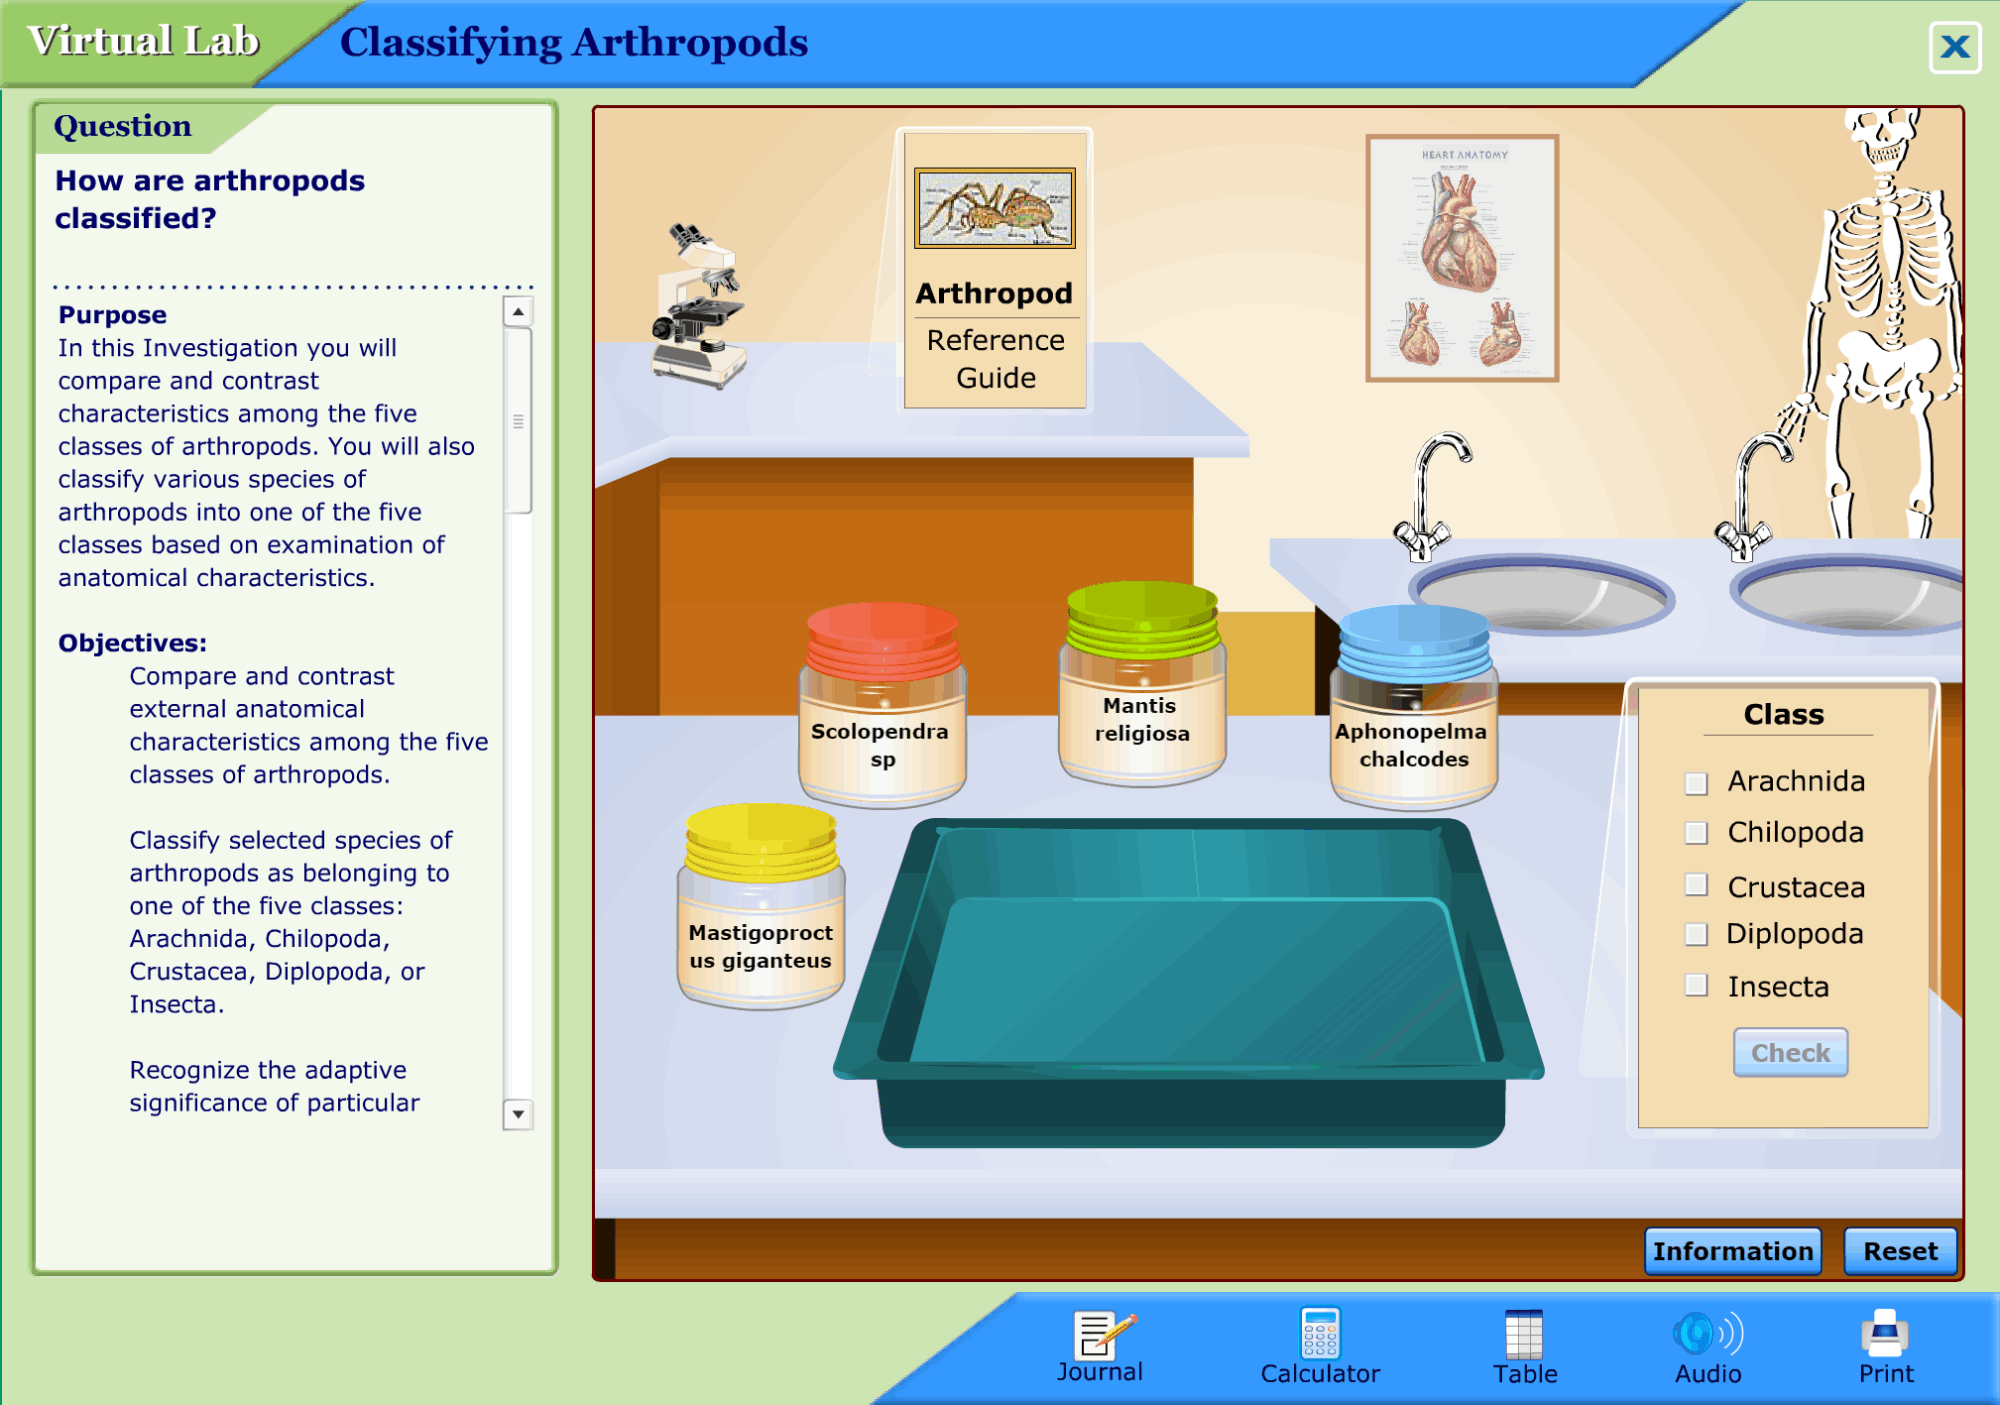 Virtual Lab
Classifying Arthropods
X
Question
How are arthropods
classified?
Purpose
In this Investigation you will
compare and contrast
characteristics among the five
classes of arthropods. You will also
classify various species of
arthropods into one of the five
classes based on examination of
anatomical characteristics.
Objectives:
Compare and contrast
external anatomical
characteristics among the five
classes of arthropods.
Classify selected species of
arthropods as belonging to
one of the five classes:
Arachnida, Chilopoda,
Crustacea, Diplopoda, or
Insecta.
Recognize the adaptive
significance of particular
Arthropod
Reference
Guide
HEART ANATOMY
Scolopendra
sp
Mantis
religiosa
Aphonopelma
chalcodes
Mastigoproct
us giganteus
Class
Arachnida
Chilopoda
Crustacea
Diplopoda
Insecta
Check
Information
Reset
Journal
Calculator
Table
Audio
Print